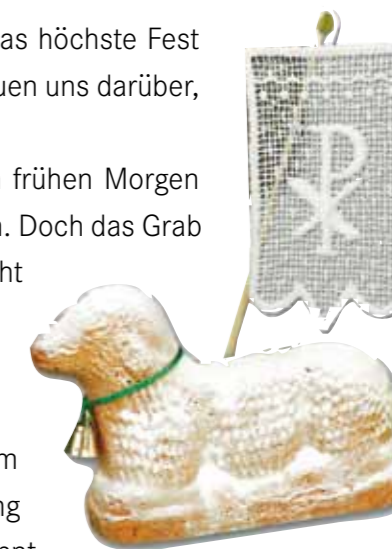 as höchste Fest
uen uns darüber,
frühen Morgen
. Doch das Grab
ht
m
ng